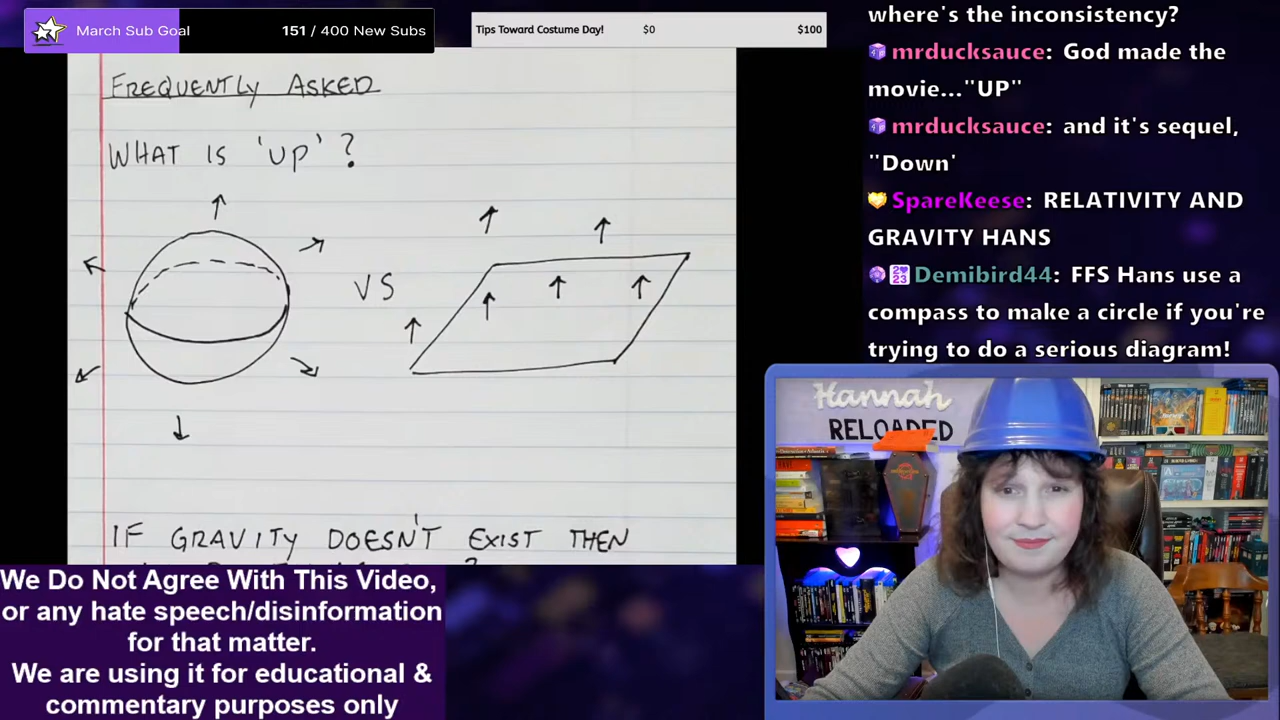 March Sub Goal
151 / 400 New Subs
Tips Toward Costume Day!
$0
$100
FREQUENTLY ASKED
WHAT IS 'UP'?
VS
IF GRAVITY DOESN'T EXIST THEN
We Do Not Agree With This Video,
or any hate speech/disinformation
for that matter.
We are using it for educational &
commentary purposes only
where's the inconsistency?
mrducksauce: God made the
movie..."UP"
mrducksauce: and it's sequel,
"Down'
SpareKeese: RELATIVITY AND
GRAVITY HANS
2023 Demibird44: FFS Hans use a
compass to make a circle if you're
trying to do a serious diagram!
Hannah
RELOADED